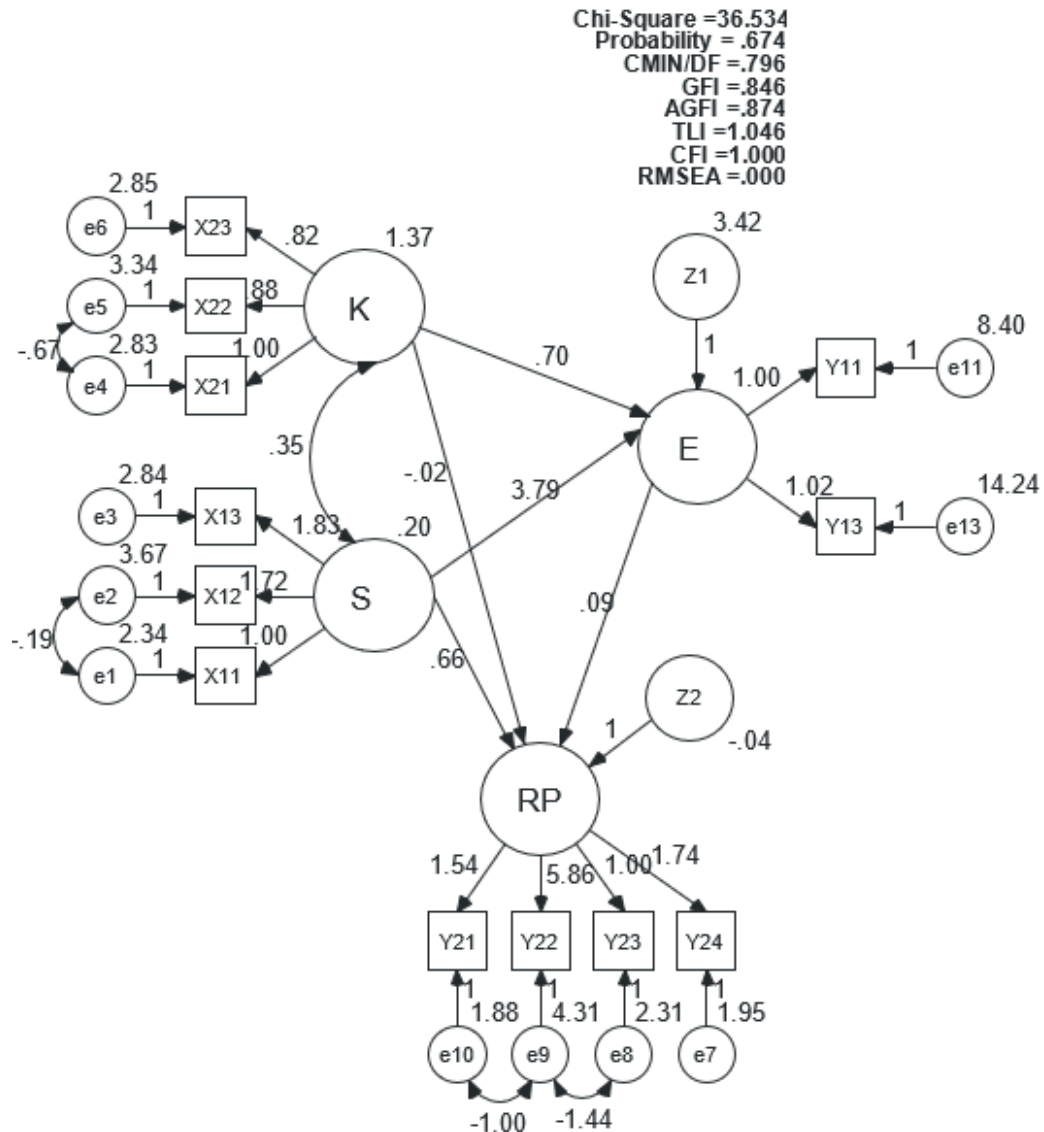 Chi-Square =36.534
Probability = .674
CMIN/DF =.796
GFI =.846
AGFI =.874
TLI =1.046
CFI =1.000
RMSEA =.000
2.85
e6
1
X23
.82
1.37
3.34
e5
1
X22
.88
K
-.67
2.83
e4
1
X21
1.00
3.42
Z1
1
.70
8.40
Y11
1
e11
1.00
E
.35
-.02
3.79
1.02
Y13
1
e13
14.24
2.84
e3
1
X13
1.83
.20
3.67
e2
1
X12
1.72
S
-.19
2.34
e1
1
X11
1.00
.66
.09
Z2
1
-.04
RP
1.54
5.86
1.00
1.74
Y21
Y22
Y23
Y24
1
1
1
1
1.88
4.31
2.31
1.95
e10
e9
e8
e7
-1.00
-1.44